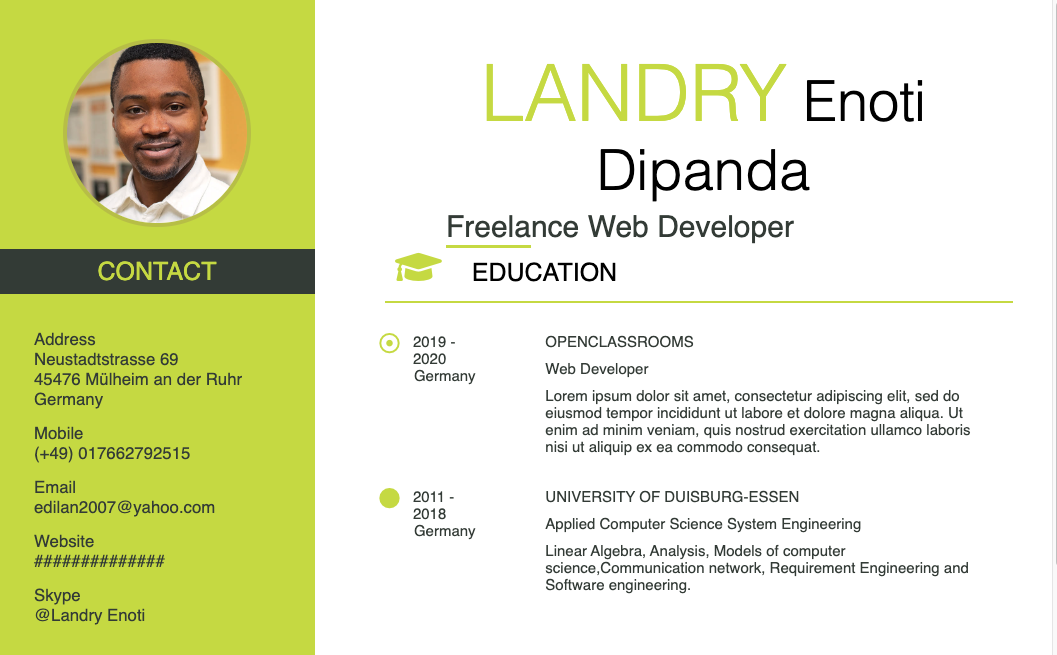 CONTACT
Address
Neustadtstrasse 69
45476 Mülheim an der Ruhr
Germany
Mobile
(+49) 017662792515
Email
edilan2007@yahoo.com
Website
##############
Skype
@Landry Enoti
LANDRY Enoti
Dipanda
Freelance Web Developer
EDUCATION
2019 -
2020
Germany
OPENCLASSROOMS
Web Developer
Lorem ipsum dolor sit amet, consectetur adipiscing elit, sed do
eiusmod tempor incididunt ut labore et dolore magna aliqua. Ut
enim ad minim veniam, quis nostrud exercitation ullamco laboris
nisi ut aliquip ex ea commodo consequat.
2011 -
2018
Germany
UNIVERSITY OF DUISBURG-ESSEN
Applied Computer Science System Engineering
Linear Algebra, Analysis, Models of computer
science,Communication network, Requirement Engineering and
Software engineering.